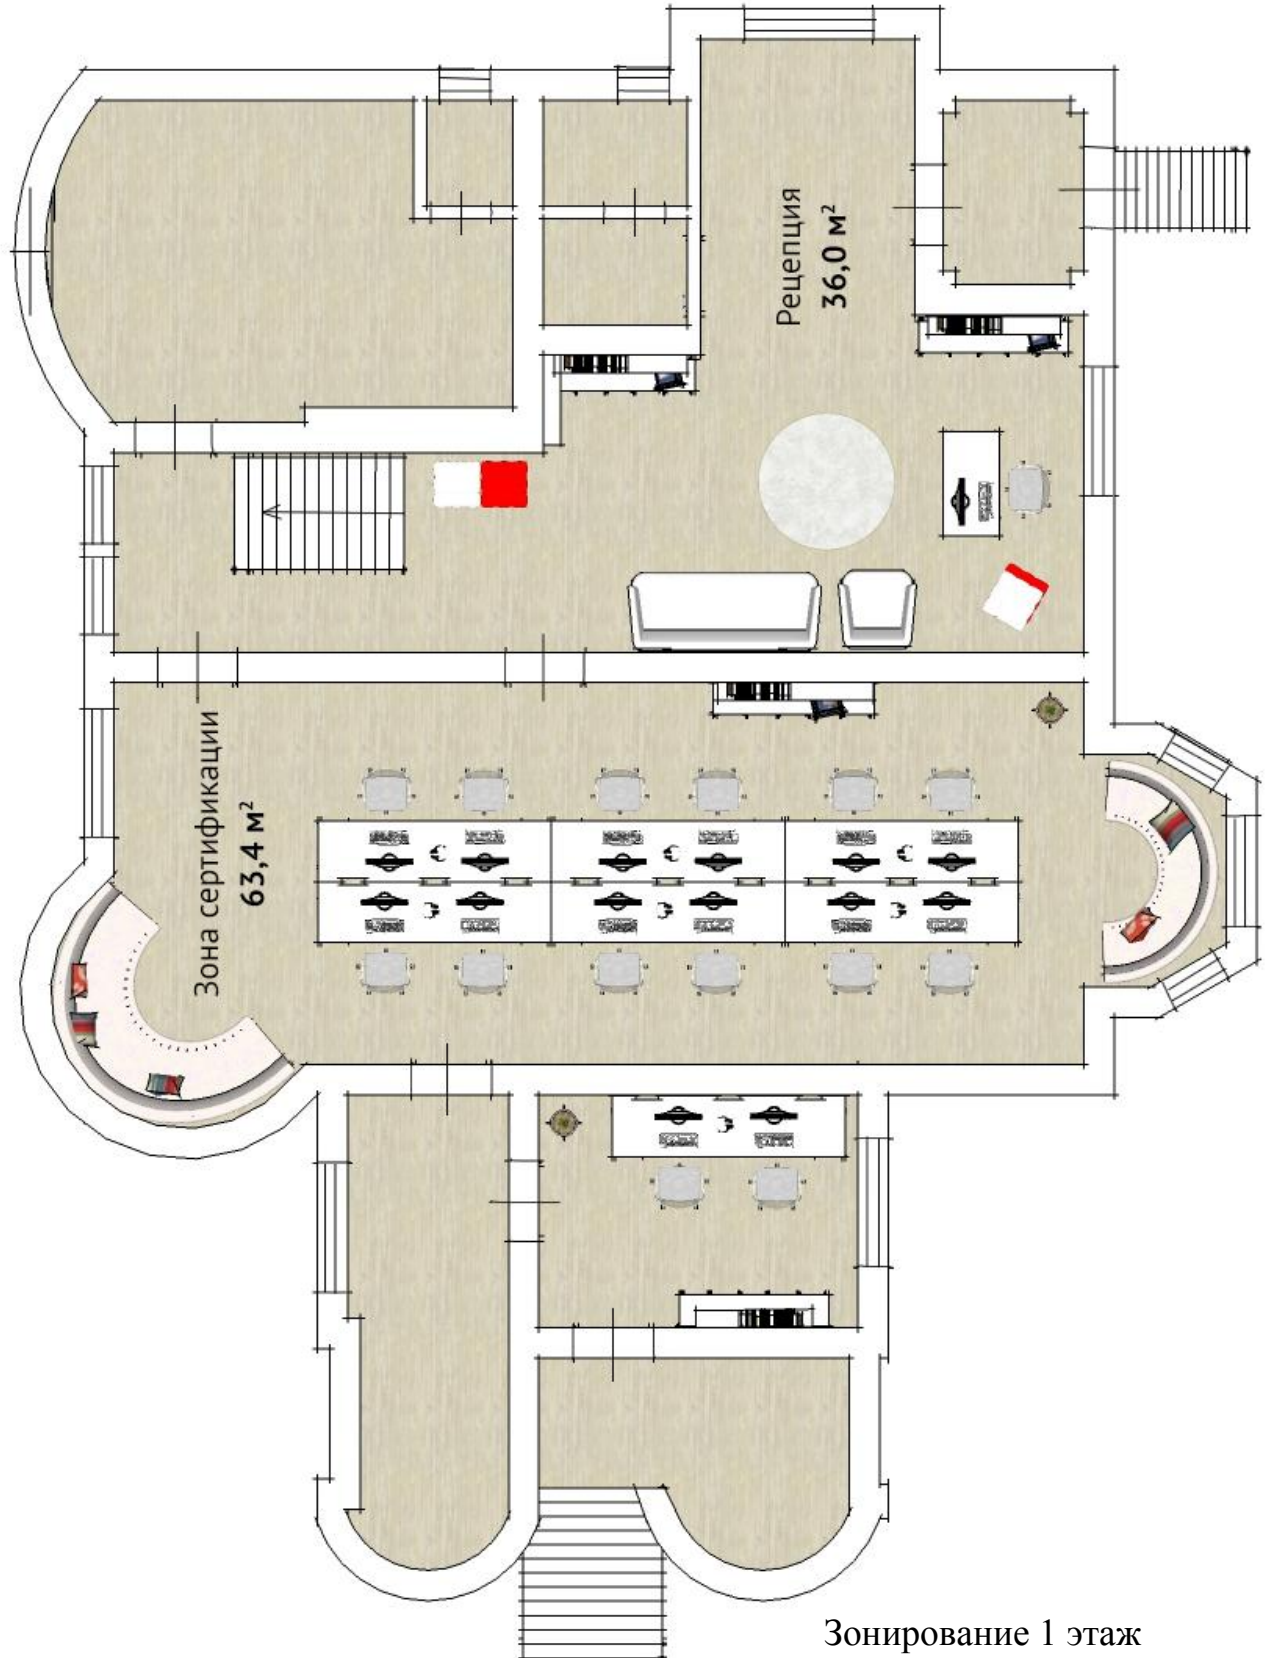 Рецепция
36,0 м²
Зона сертификации
63,4 м²
Зонирование 1 этаж